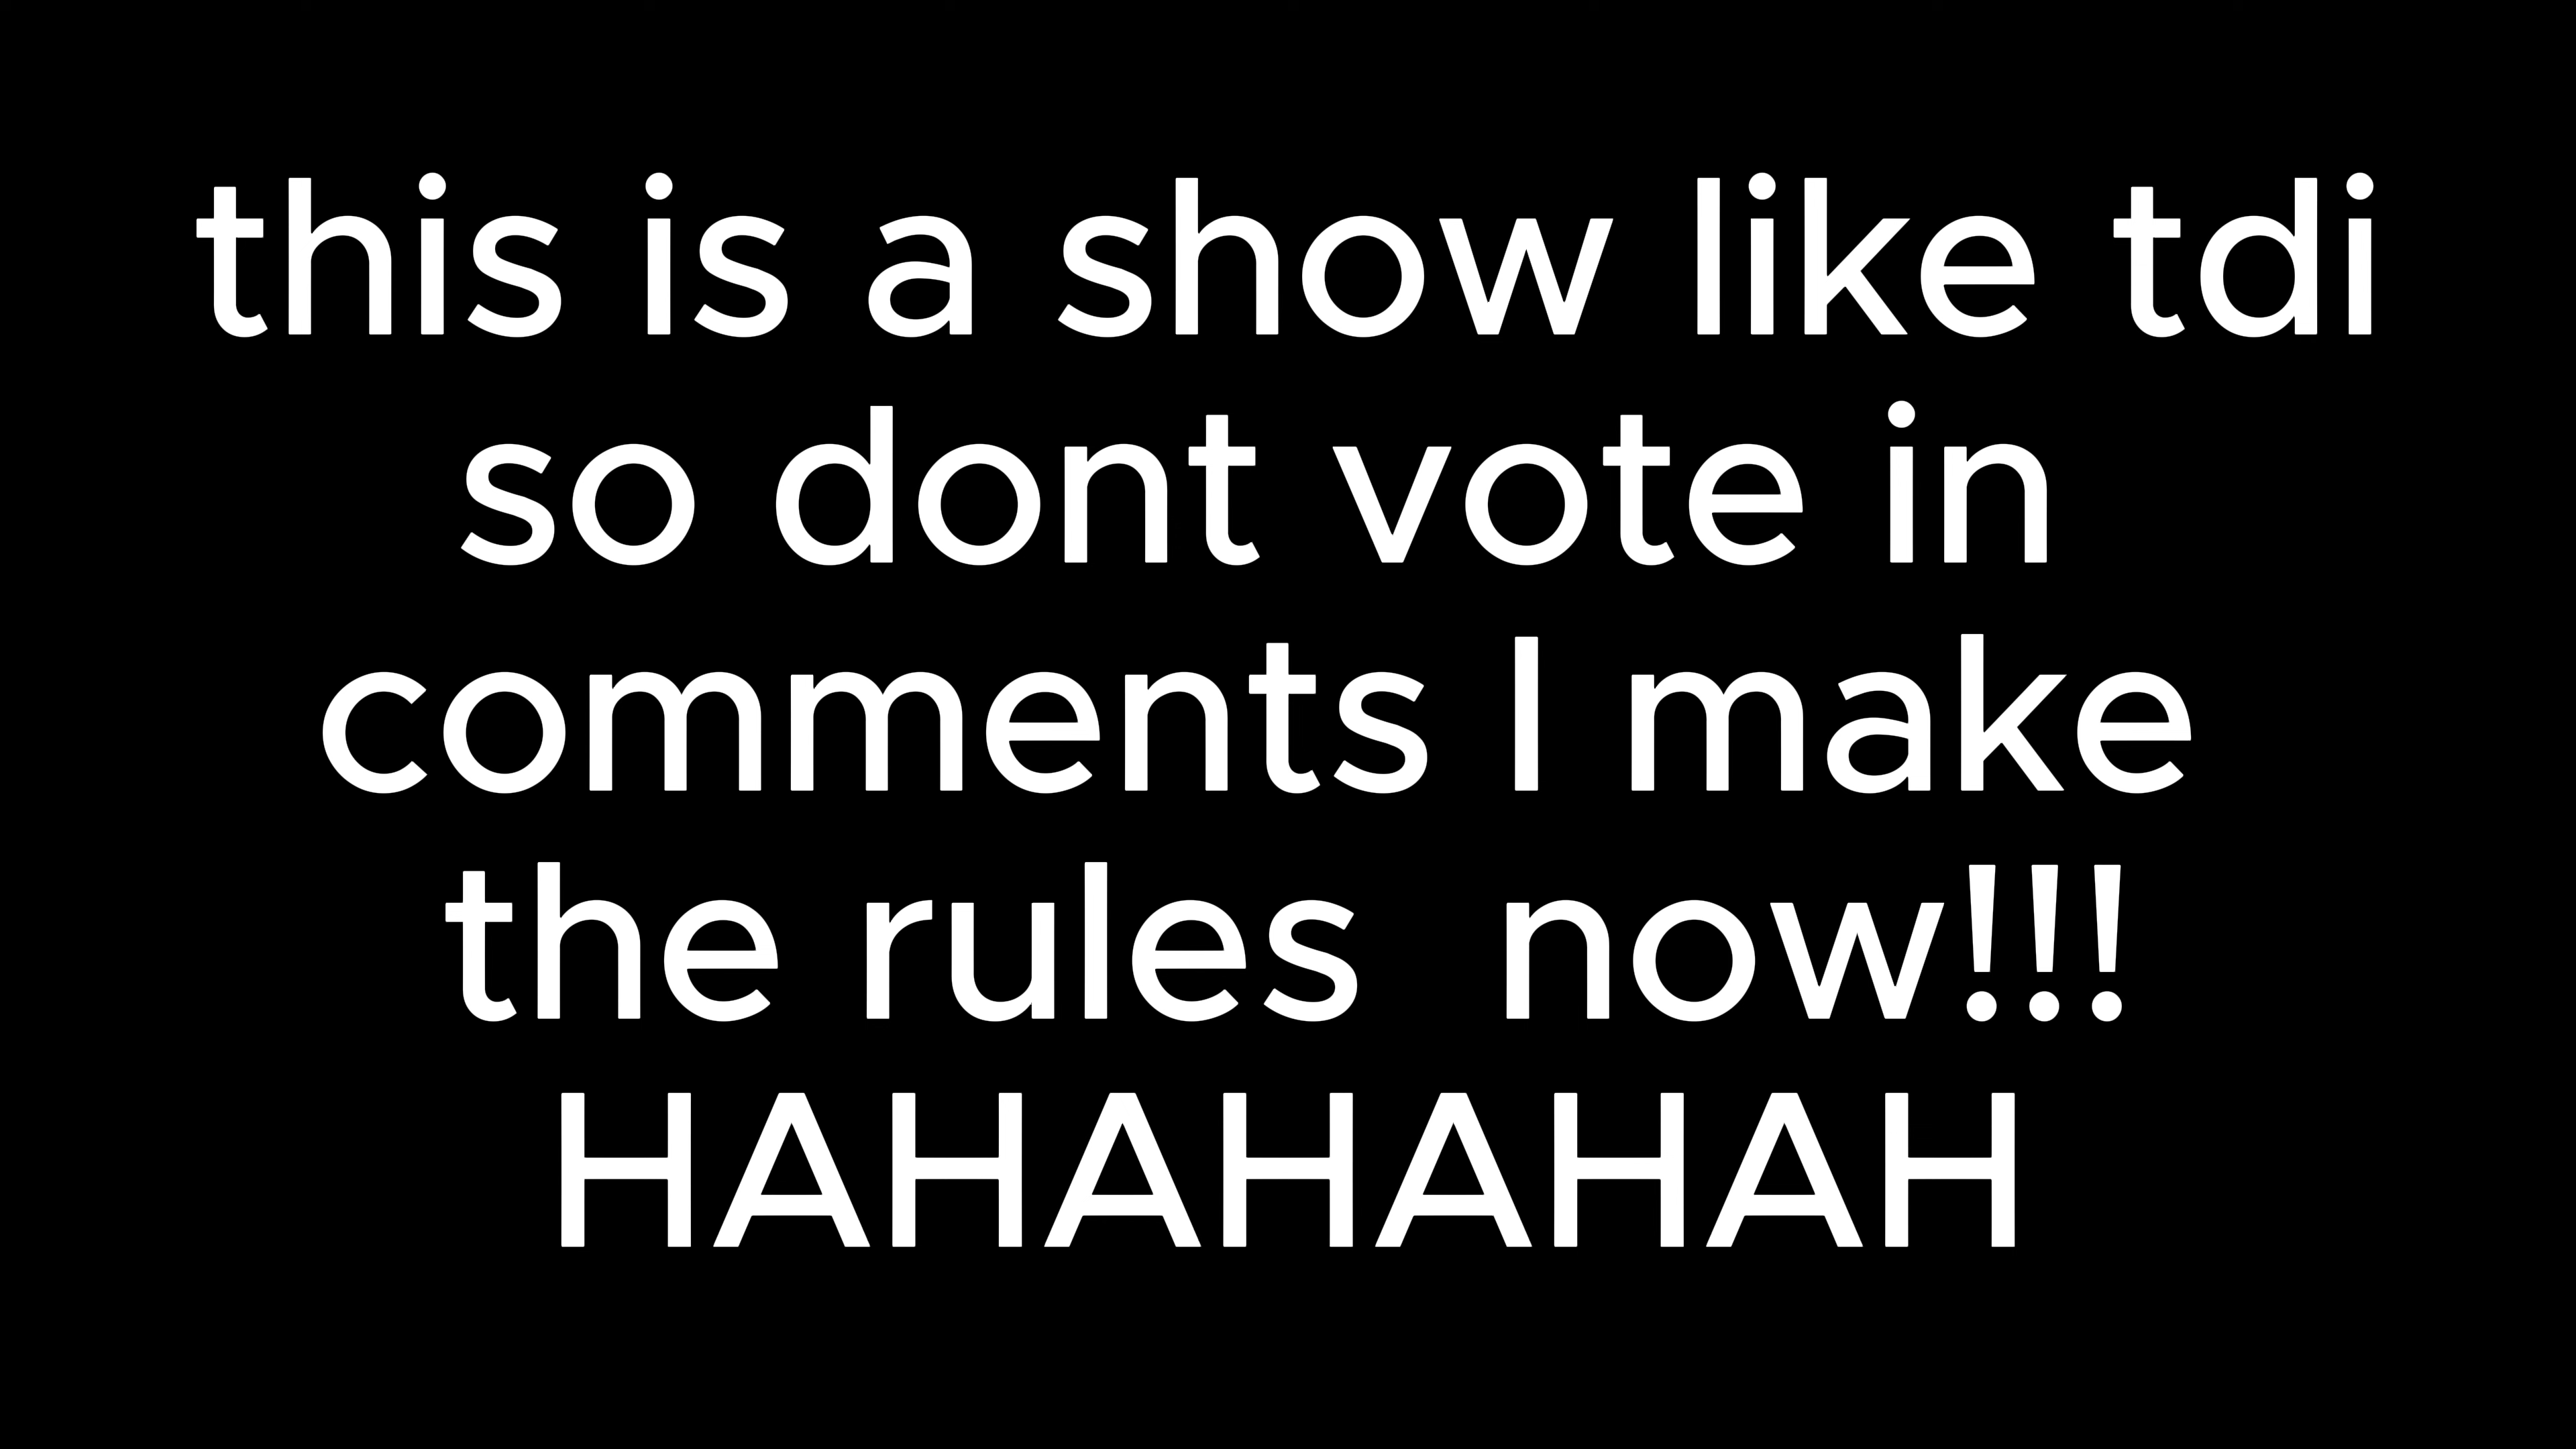 this is a show like tdi
so dont vote in
comments I make
the rules  now!!!
HAHAHAHAH